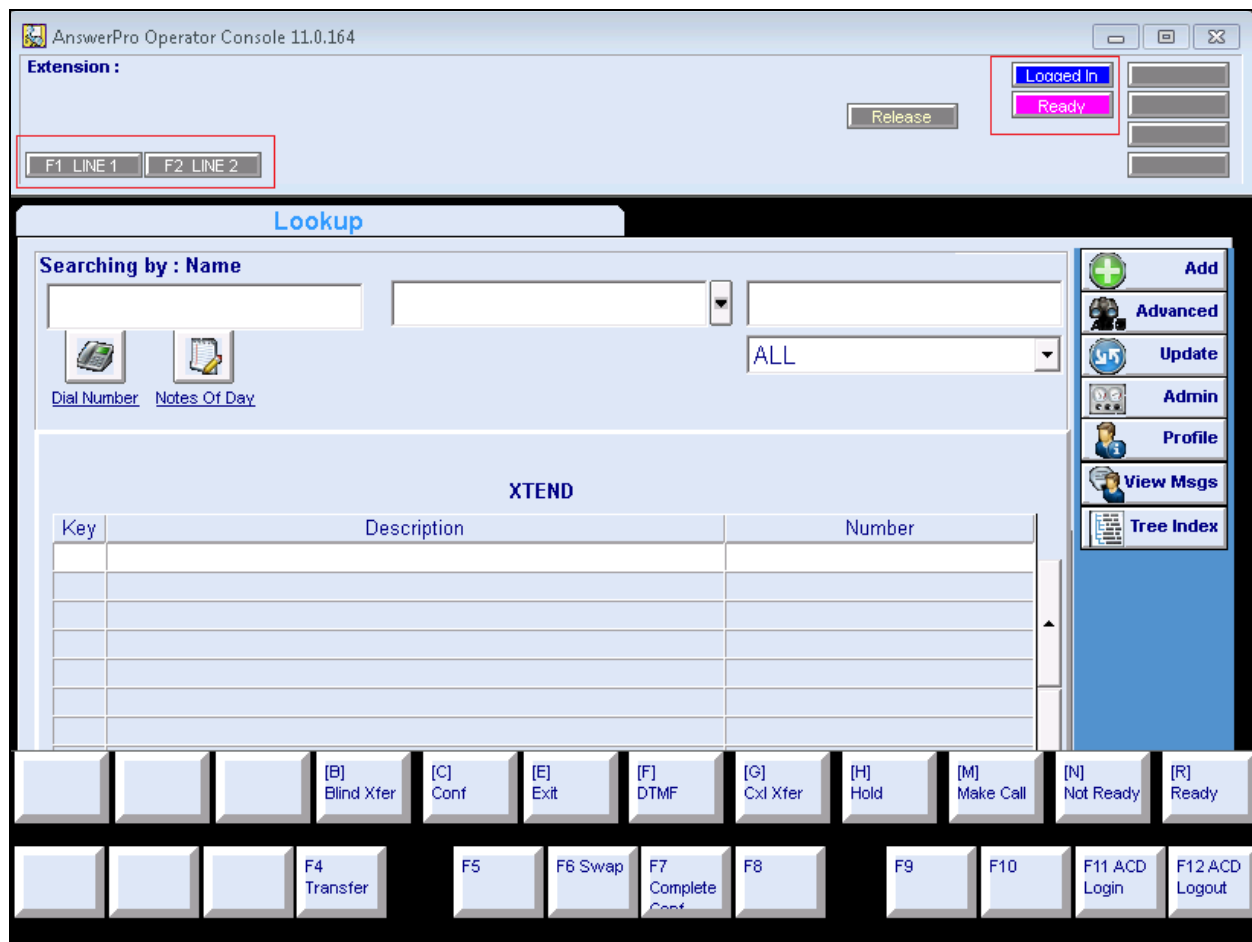 AnswerPro Operator Console 11.0.164
Extension :
Logged In
Release
Ready
F1 LINE 1 F2 LINE 2
Lookup
Searching by : Name
ALL
Dial Number Notes Of Day
Add
Advanced
Update
Admin
Profile
View Msgs
Tree Index
XTEND
Key Description Number
[B] Blind Xfer
[C] Conf
[E] Exit
[F] DTMF
[G] Cxl Xfer
[H] Hold
[M] Make Call
[N] Not Ready
[R] Ready
F4 Transfer
F5
F6 Swap
F7 Complete Conf
F8
F9
F10
F11 ACD Login
F12 ACD Logout